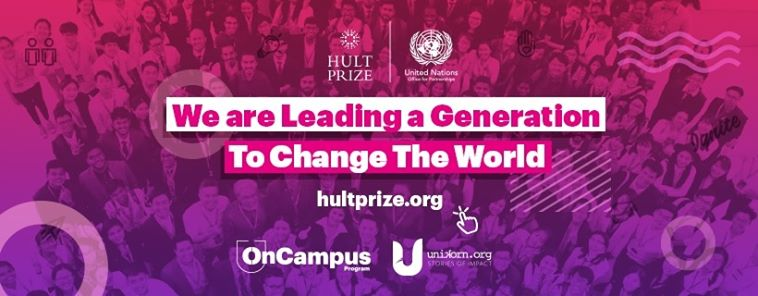 HULT
PRIZE
United Nations
Office for Partnerships
We are Leading a Generation
To Change The World
Ignite
hultprize.org
OnCampus
Program
unikorn.org
STORIES OF IMPACT